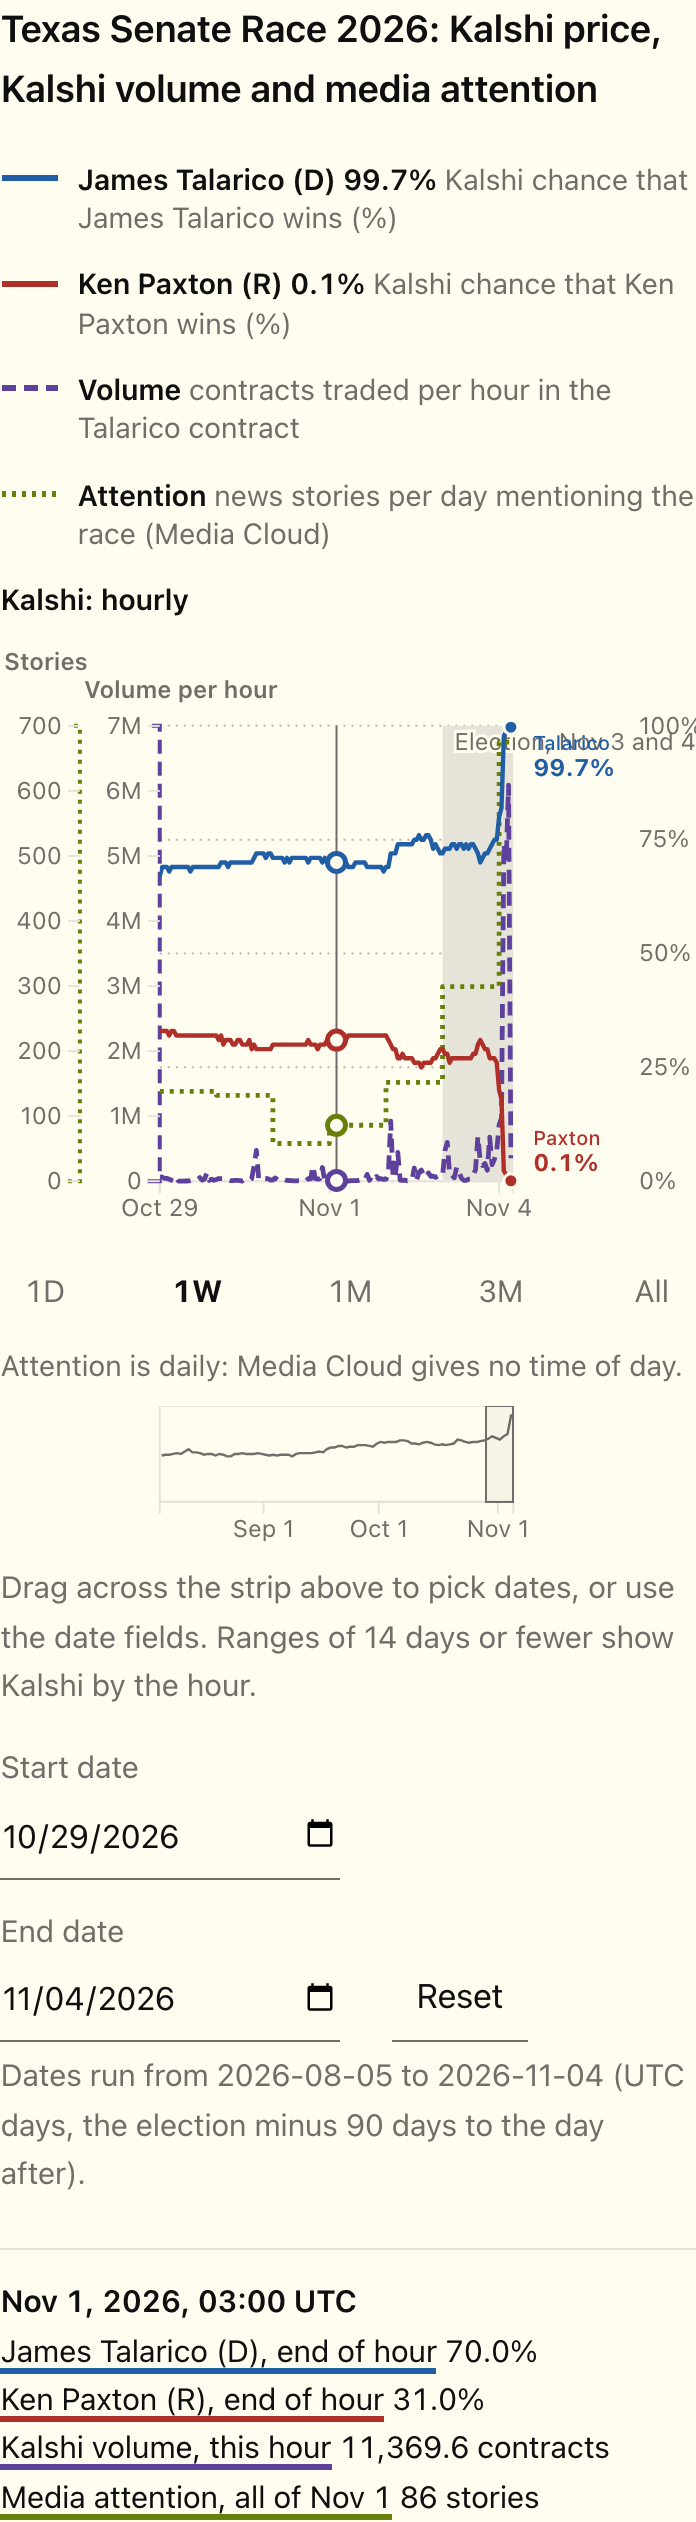 Texas Senate Race 2026: Kalshi price,
Kalshi volume and media attention
James Talarico (D) 99.7% Kalshi chance that
James Talarico wins (%)
Ken Paxton (R) 0.1% Kalshi chance that Ken
Paxton wins (%)
Volume contracts traded per hour in the
Talarico contract
Attention news stories per day mentioning the
race (Media Cloud)
Kalshi: hourly
Stories
Volume per hour
700 7M 100%
Election, Nov 3 and 4
Talarico
99.7%
600 6M
75%
500 5M
400 4M
50%
300 3M
200 2M
25%
100 1M
Paxton
0.1%
0 0 0%
Oct 29 Nov 1 Nov 4
1D 1W 1M 3M All
Attention is daily: Media Cloud gives no time of day.
Sep 1 Oct 1 Nov 1
Drag across the strip above to pick dates, or use
the date fields. Ranges of 14 days or fewer show
Kalshi by the hour.
Start date
10/29/2026
End date
11/04/2026 Reset
Dates run from 2026-08-05 to 2026-11-04 (UTC
days, the election minus 90 days to the day
after).
Nov 1, 2026, 03:00 UTC
James Talarico (D), end of hour 70.0%
Ken Paxton (R), end of hour 31.0%
Kalshi volume, this hour 11,369.6 contracts
Media attention, all of Nov 1 86 stories